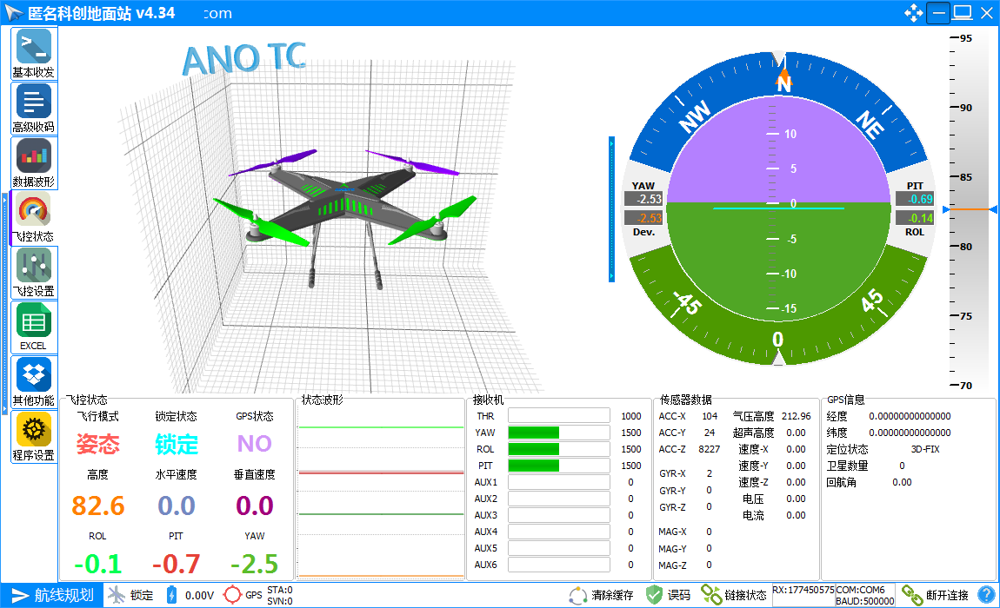 匿名科创地面站 v4.34 com
ANO TC
基本收发
高级收码
数据波形
飞控状态
飞控设置
EXCEL
其他功能
程序设置
N
NW
NE
10
5
0
-5
-10
-15
-45
45
0
YAW
-2.53
-2.53
Dev.
PIT
-0.69
-0.14
ROL
95
90
85
80
75
70
飞控状态
飞行模式 锁定状态 GPS状态
姿态 锁定 NO
高度 水平速度 垂直速度
82.6 0.0 0.0
ROL PIT YAW
-0.1 -0.7 -2.5
状态波形
接收机
THR 1000
YAW 1500
ROL 1500
PIT 1500
AUX1 0
AUX2 0
AUX3 0
AUX4 0
AUX5 0
AUX6 0
传感器数据
ACC-X 104 气压高度 212.96
ACC-Y 24 超声高度 0.00
ACC-Z 8227 速度-X 0.00
速度-Y 0.00
GYR-X 2 速度-Z 0.00
GYR-Y 0 电压 0.00
GYR-Z 0 电流 0.00
MAG-X 0
MAG-Y 0
MAG-Z 0
GPS信息
经度 0.00000000000000
纬度 0.00000000000000
定位状态 3D-FIX
卫星数量 0
回航角 0.00
航线规划 锁定 0.00V GPS STA:0
SVN:0
清除缓存 误码 链接状态 RX:177450575 COM:COM6
BAUD:500000
断开连接